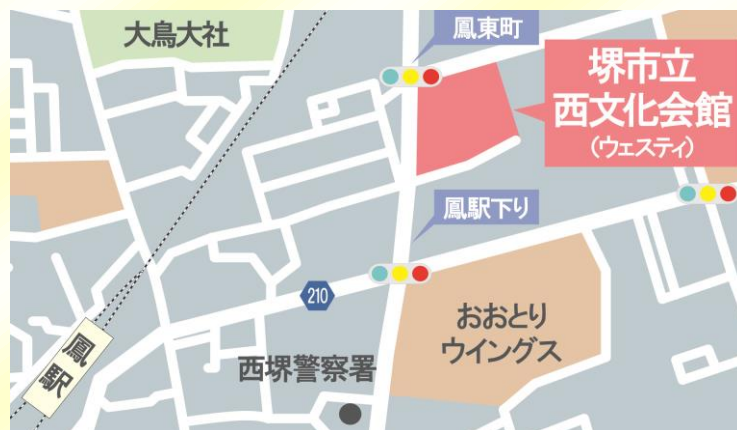 大鳥大社
鳳東町
堺市立
西文化会館
(ウェスティ)
鳳駅下り
210
おおとり
ウイングス
西堺警察署
鳳駅